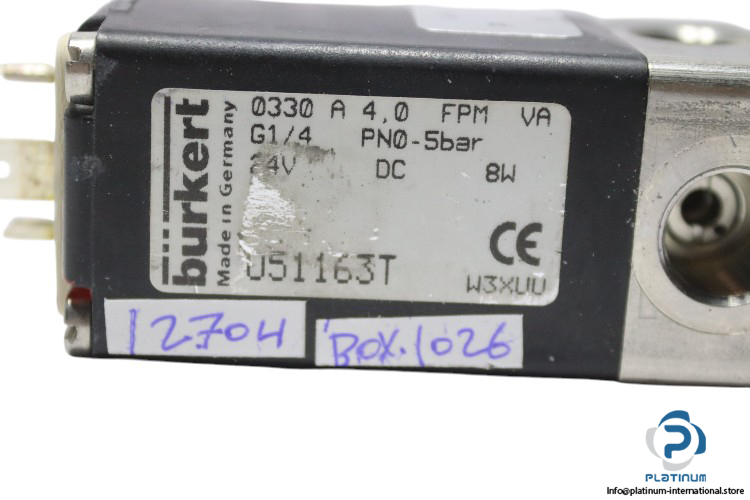 burkert
Made in Germany
0330 A 4,0 FPM VA
G1/4 PN0-5bar
24V DC 8W
051163T
W3XUU
CE
12704
BOX.1026
PLATINUM
Info@platinum-international.store